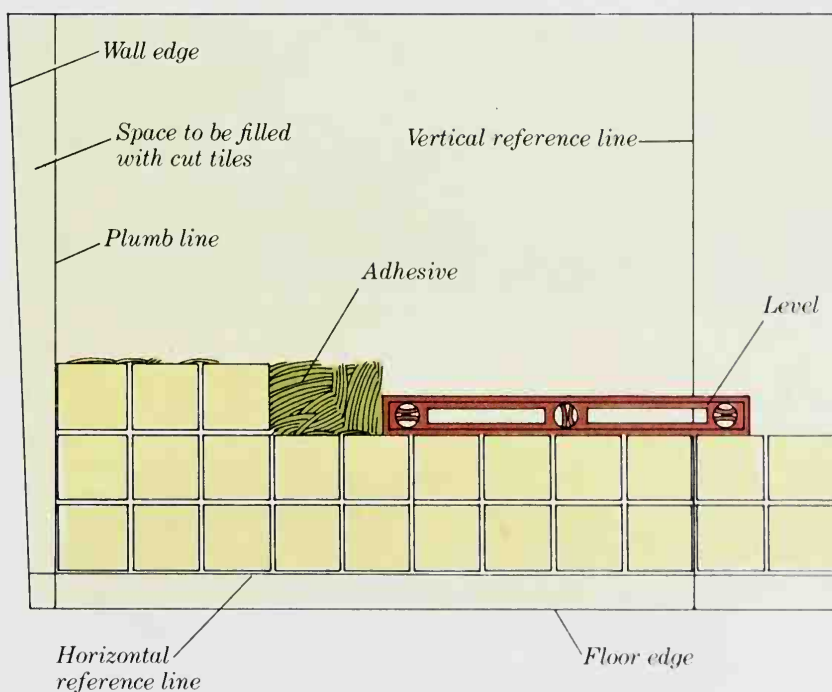 Wall edge
Space to be filled
with cut tiles
Vertical reference line
Plumb line
Adhesive
Level
Horizontal
reference line
Floor edge